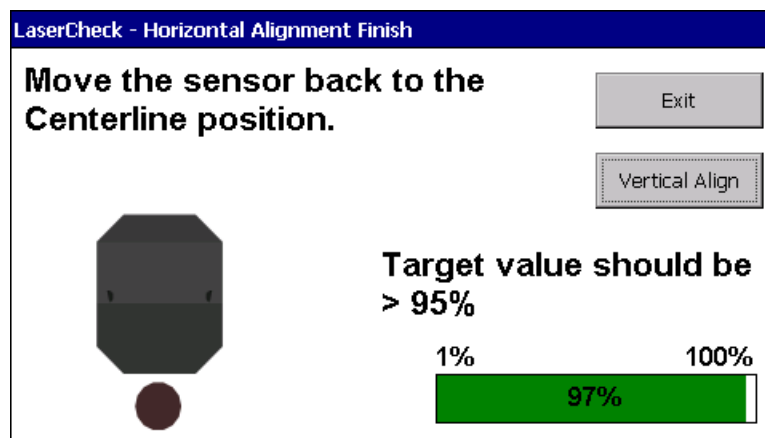 LaserCheck - Horizontal Alignment Finish
Move the sensor back to the
Centerline position.
Exit
Vertical Align
Target value should be
> 95%
1% 100%
97%